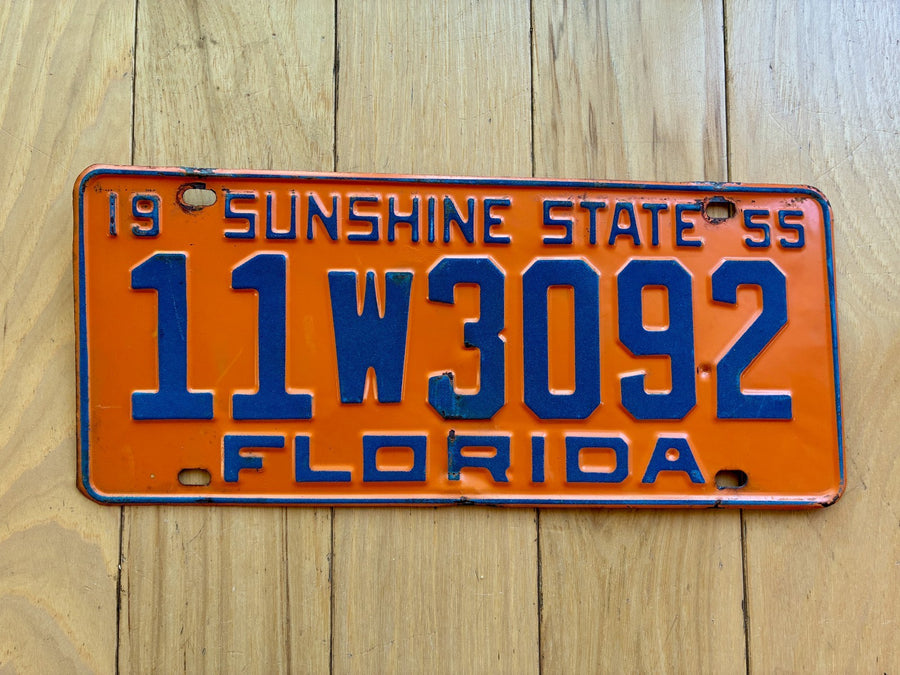 19 SUNSHINE STATE 55
11W3092
FLORIDA